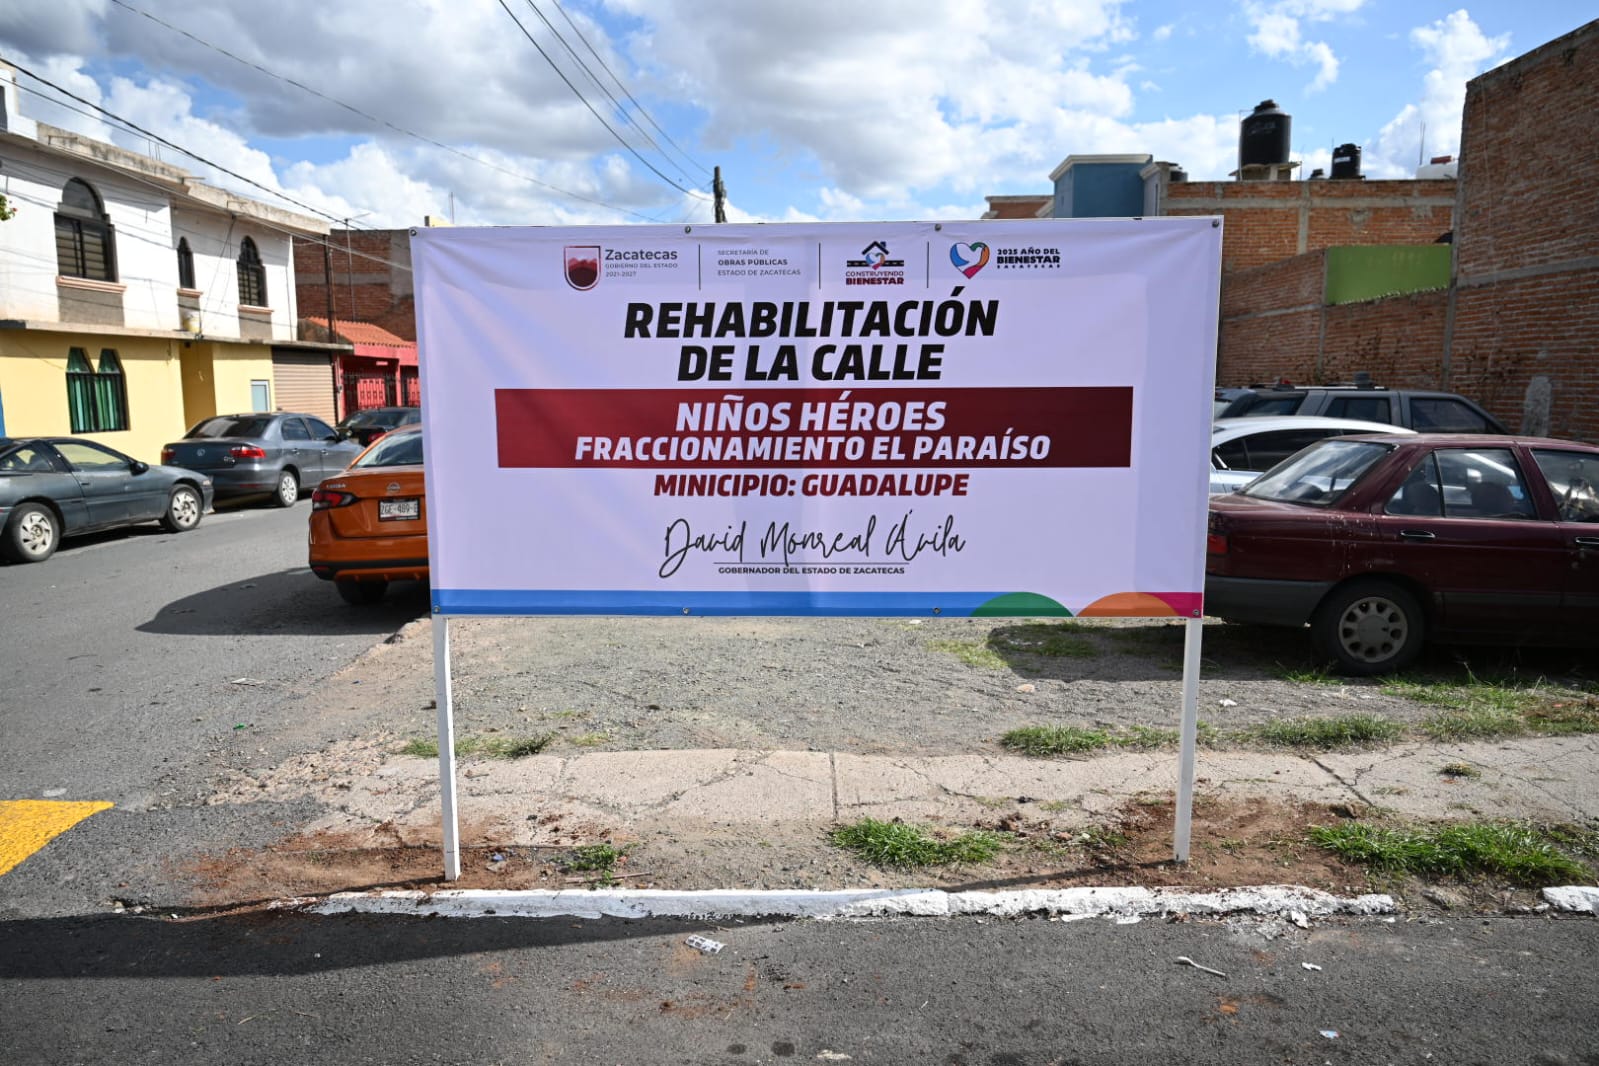 Zacatecas
GOBIERNO DEL ESTADO
2021-2027
SECRETARÍA DE
OBRAS PÚBLICAS
ESTADO DE ZACATECAS
CONSTRUYENDO
BIENESTAR
2025 AÑO DEL
BIENESTAR
ZACATECAS
REHABILITACIÓN
DE LA CALLE
NIÑOS HÉROES
FRACCIONAMIENTO EL PARAÍSO
MINICIPIO: GUADALUPE
David Monreal Ávila
GOBERNADOR DEL ESTADO DE ZACATECAS